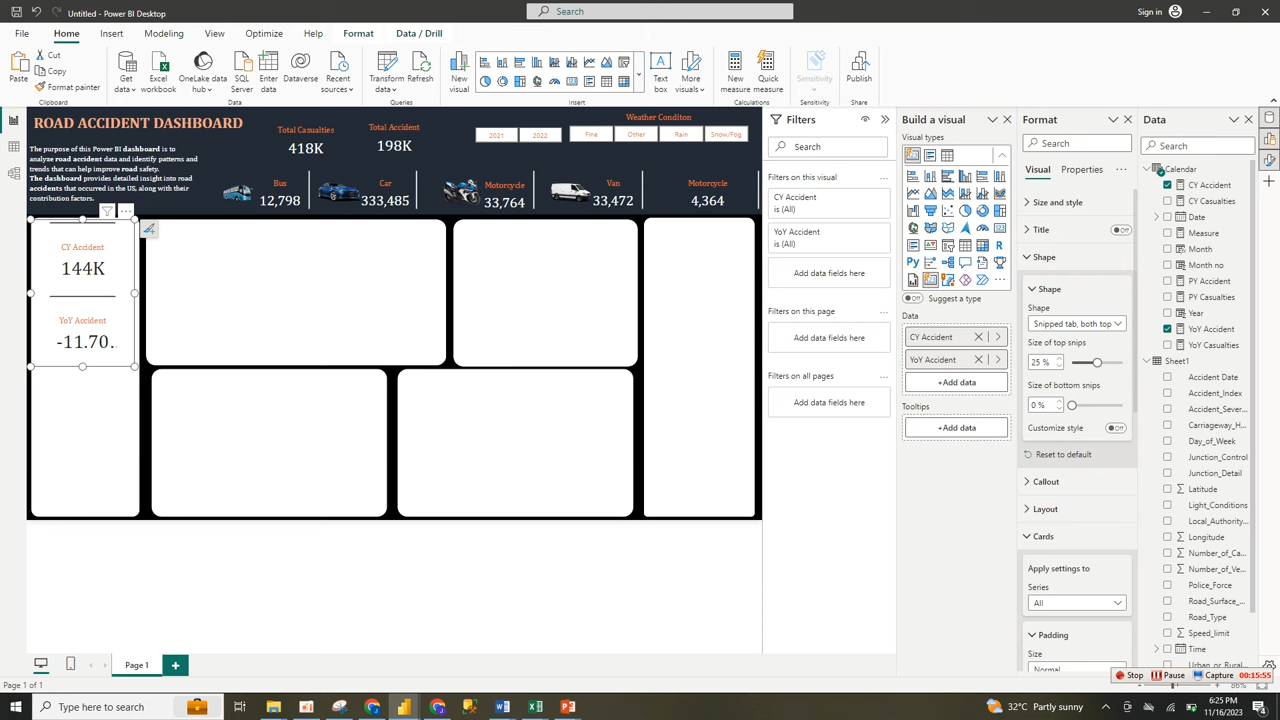 Untitled - Power BI Desktop
Search
Sign in
File
Home
Insert
Modeling
View
Optimize
Help
Format
Data / Drill
Paste
Cut
Copy
Format painter
Get data
Excel workbook
OneLake data hub
SQL Server
Enter data
Dataverse
Recent sources
Transform data
Refresh
New visual
Text box
More visuals
New measure
Quick measure
Sensitivity
Publish
Clipboard
Data
Queries
Insert
Calculations
Sensitivity
Share
ROAD ACCIDENT DASHBOARD
The purpose of this Power BI dashboard is to
analyze road accident data and identify patterns and
trends that can help improve road safety.
The dashboard provides detailed insight into road
accidents that occurred in the US, along with their
contribution factors.
Total Casualties
418K
Total Accident
198K
2021
2022
Weather Conditon
Fine
Other
Rain
Snow/Fog
Bus
12,798
Car
333,485
Motorcycle
33,764
Van
33,472
Motorcycle
4,364
CY Accident
144K
YoY Accident
-11.70..
Filters
Search
Filters on this visual
...
CY Accident
is (All)
YoY Accident
is (All)
Add data fields here
Filters on this page
...
Add data fields here
Filters on all pages
...
Add data fields here
Build a visual
Visual types
R
Py
Off
Suggest a type
Data
CY Accident
YoY Accident
+Add data
Tooltips
+Add data
Format
Search
Visual
Properties
...
Size and style
Title
Off
Shape
Shape
Shape
Snipped tab, both top
Size of top snips
25 %
Size of bottom snips
0 %
Customize style
Off
Reset to default
Callout
Layout
Cards
Apply settings to
Series
All
Padding
Size
Normal
Data
Search
Calendar
CY Accident
CY Casualties
Date
Measure
Month
Month no
PY Accident
PY Casualties
Year
YoY Accident
YoY Casualties
Sheet1
Accident Date
Accident_Index
Accident_Sever...
Carriageway_H...
Day_of_Week
Junction_Control
Junction_Detail
Latitude
Light_Conditions
Local_Authority...
Longitude
Number_of_Ca...
Number_of_Ve...
Police_Force
Road_Surface_...
Road_Type
Speed_limit
Time
Urban_or_Rural...
Page 1
Page 1 of 1
Stop
Pause
Capture
00:15:55
86%
Type here to search
32°C Partly sunny
6:25 PM
11/16/2023